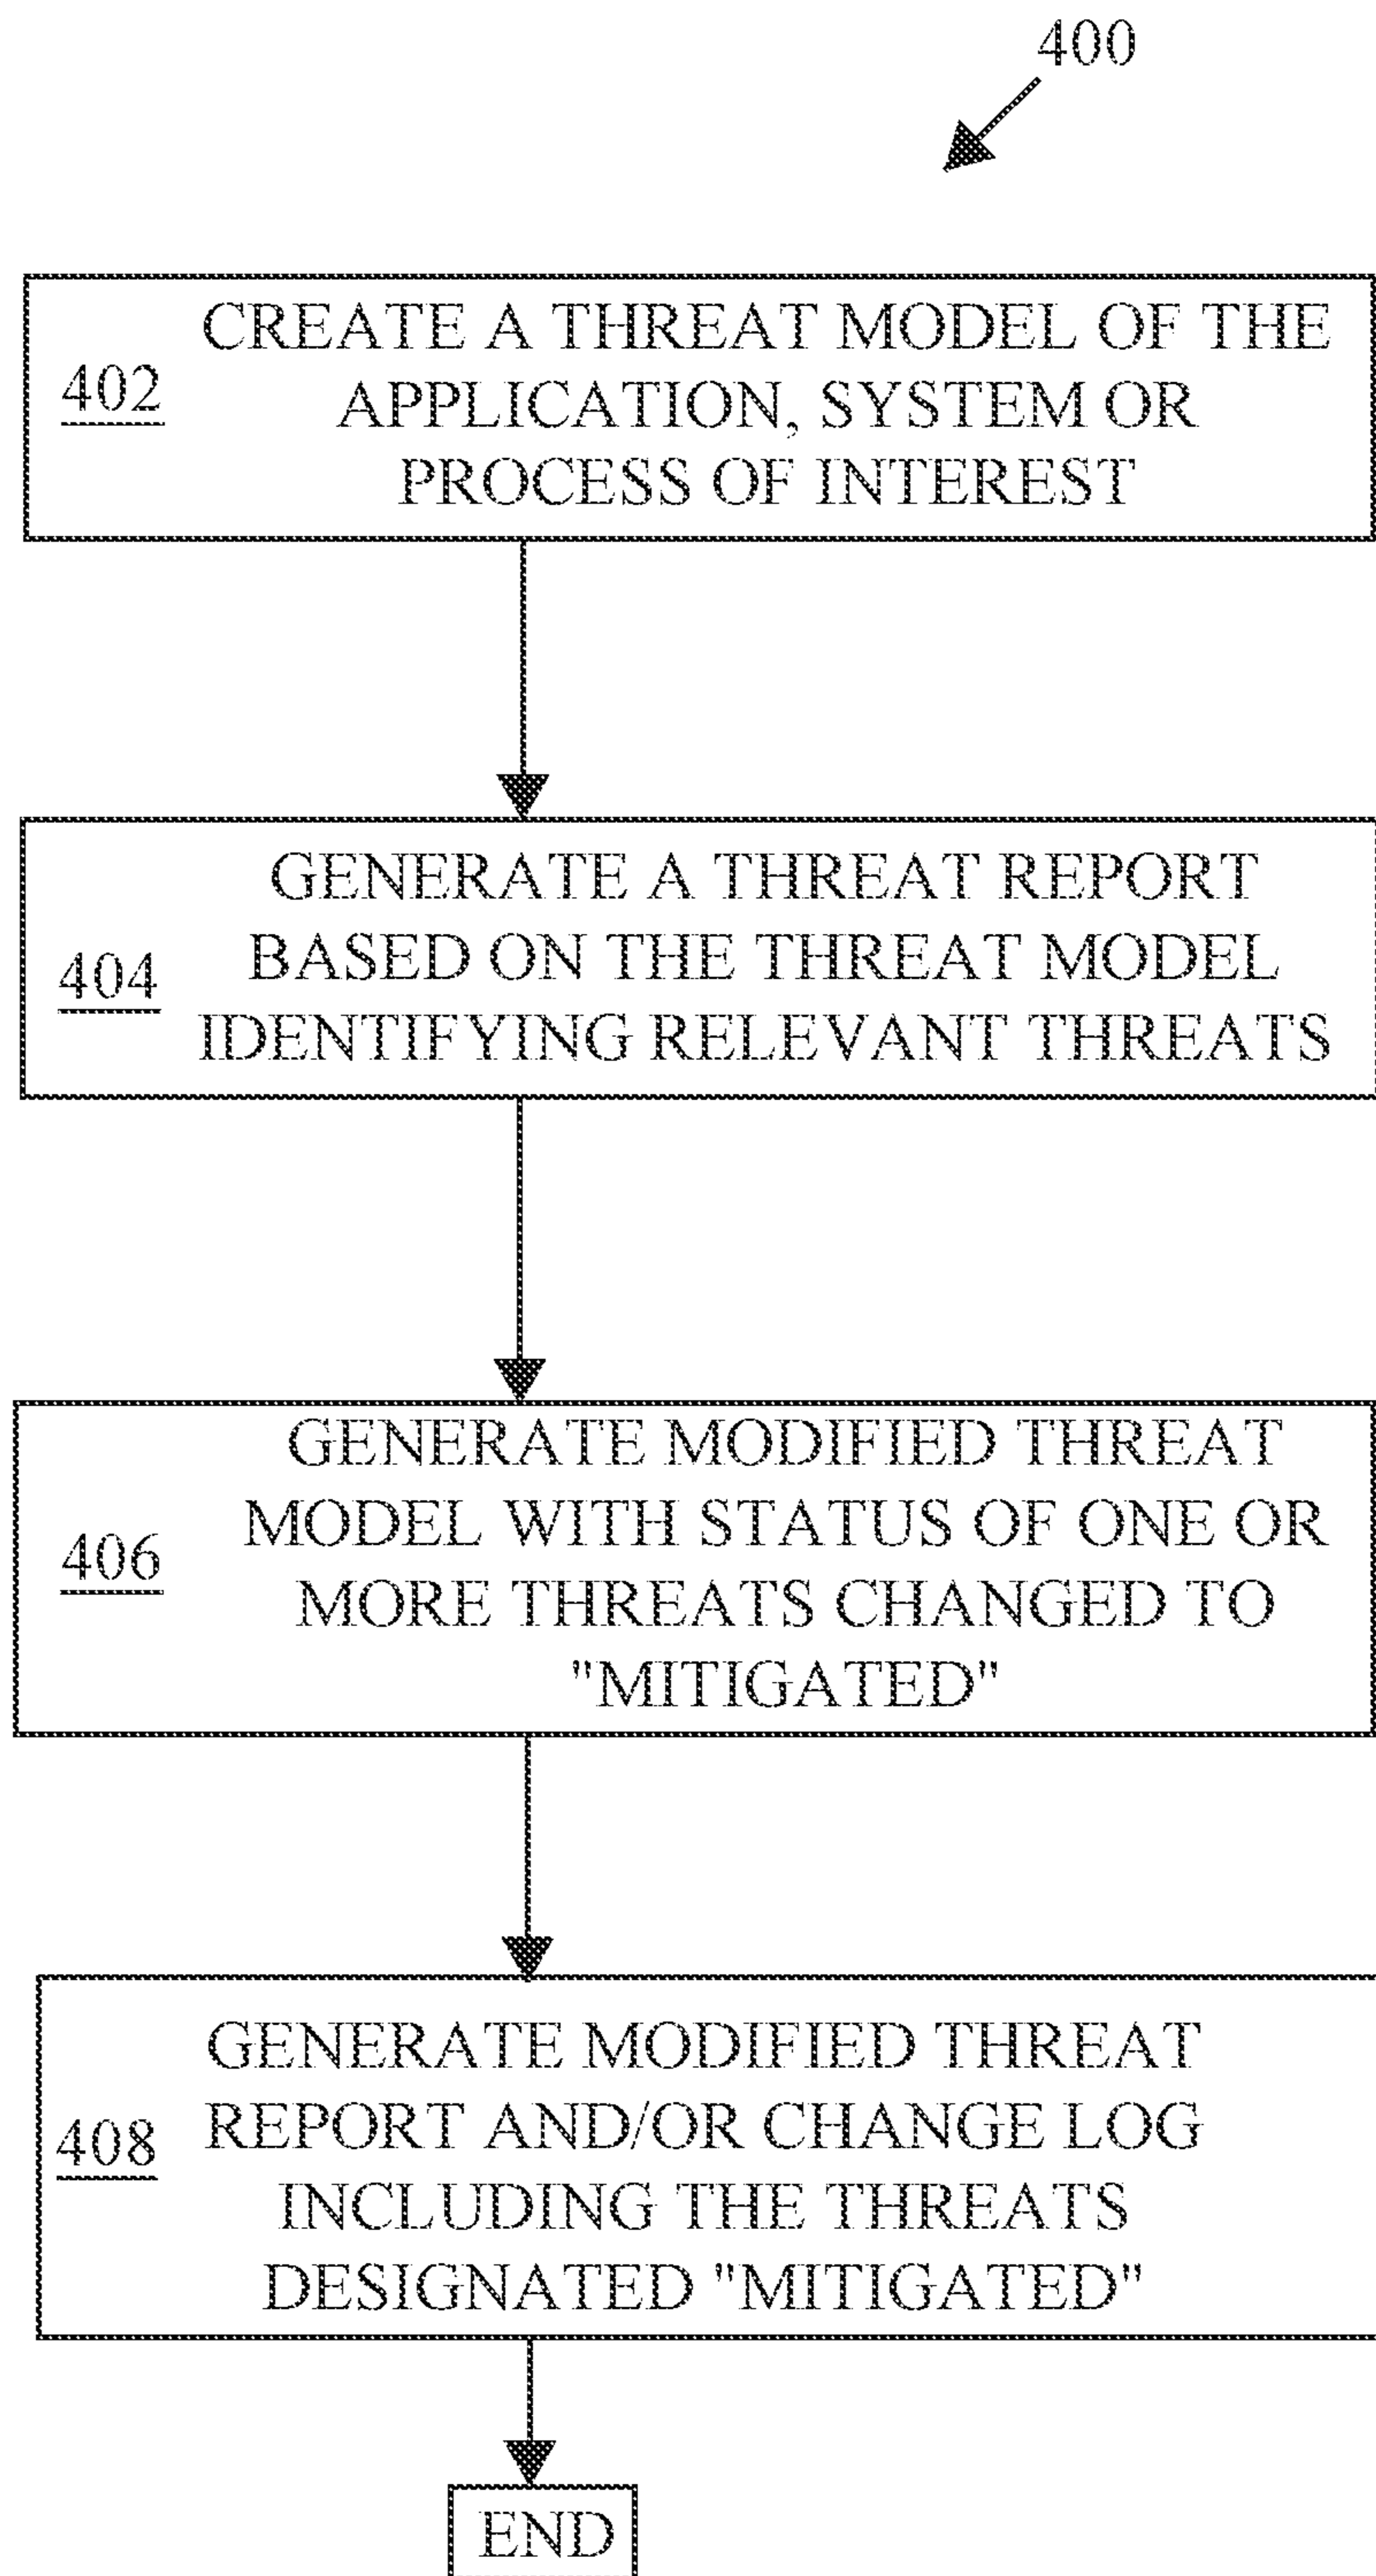 400
CREATE A THREAT MODEL OF THE
402
APPLICATION, SYSTEM OR
PROCESS OF INTEREST
GENERATE A THREAT REPORT
BASED ON THE THREAT MODEL
404
IDENTIFYING RELEVANT THREATS
GENERATE MODIFIED THREAT
MODEL WITH STATUS OF ONE OR
406
MORE THREATS CHANGED TO
"MITIGATED"
GENERATE MODIFIED THREAT
REPORT AND/OR CHANGE LOG
408
INCLUDING THE THREATS
DESIGNATED "MITIGATED"
END